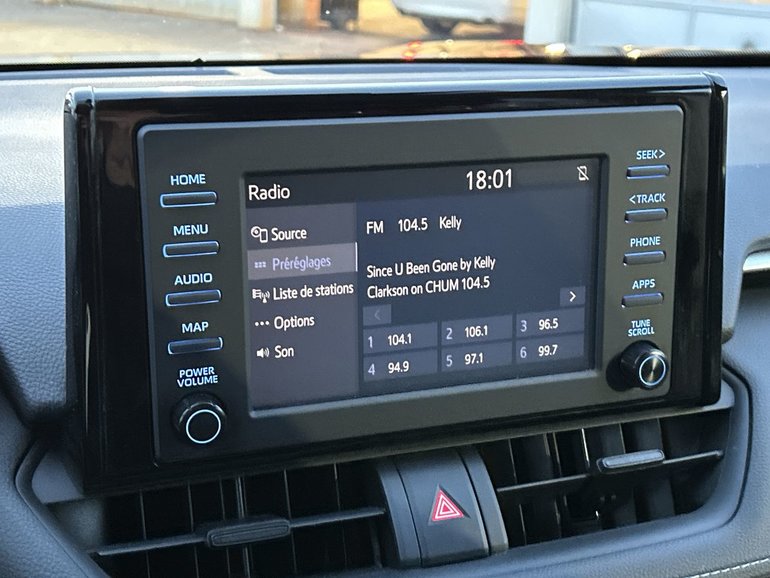 HOME
MENU
AUDIO
MAP
POWER
VOLUME
Radio
18:01
Source
Préréglages
Liste de stations
Options
Son
FM 104.5 Kelly
Since U Been Gone by Kelly
Clarkson on CHUM 104.5
<
>
1 104.1
2 106.1
3 96.5
4 94.9
5 97.1
6 99.7
SEEK >
< TRACK
PHONE
APPS
TUNE
SCROLL